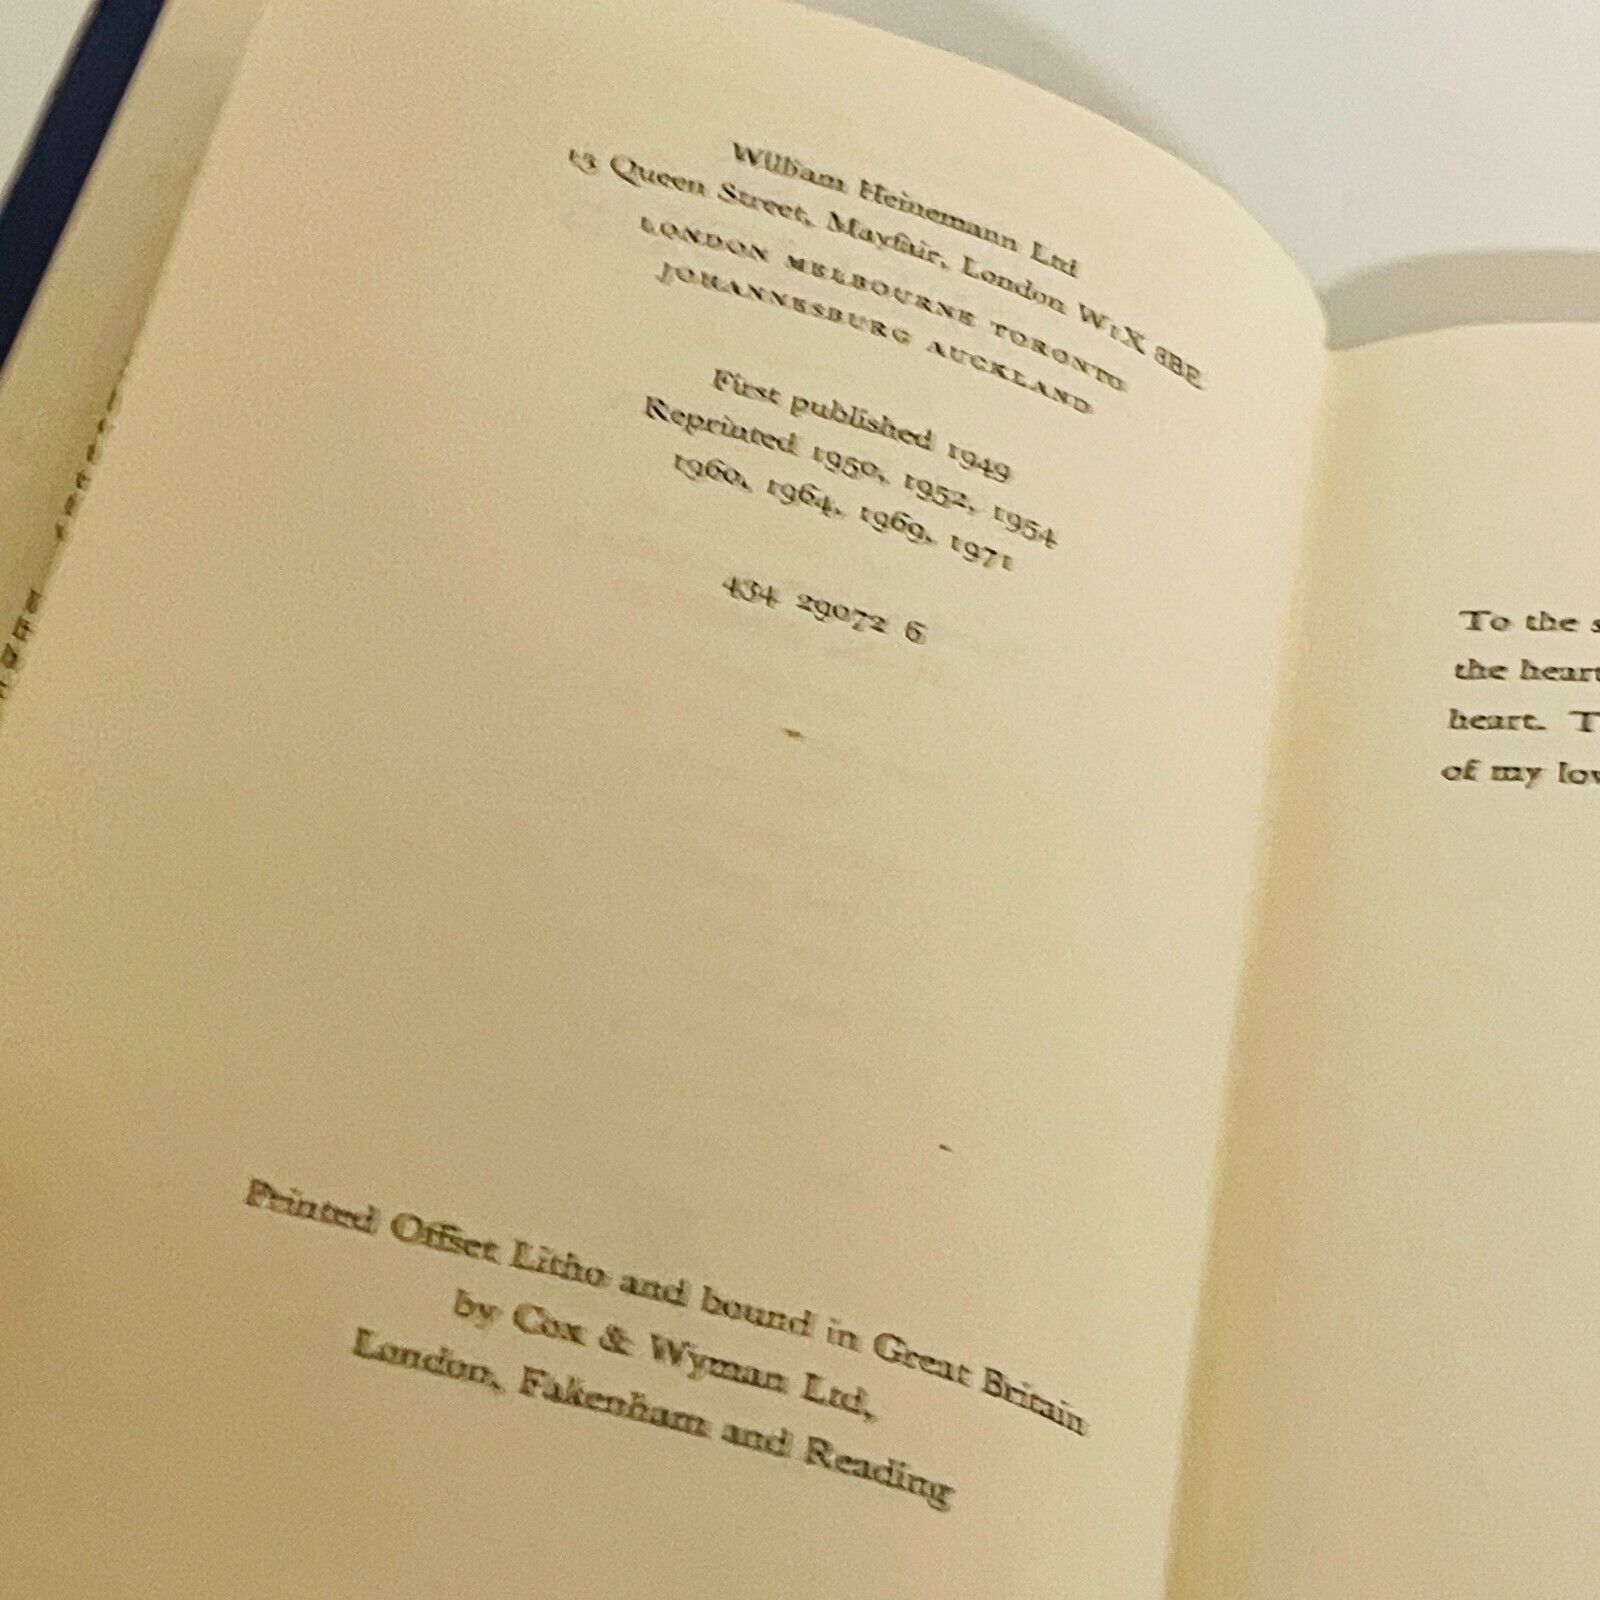 William Heinemann Ltd
15 Queen Street, Mayfair, London W1X 8BE
LONDON MELBOURNE TORONTO
JOHANNESBURG AUCKLAND
First published 1949
Reprinted 1950, 1952, 1954
1960, 1964, 1969, 1971
434 29072 6
Printed Offset Litho and bound in Great Britain
by Cox & Wyman Ltd,
London, Fakenham and Reading
To the s
the heart
heart. T
of my lov